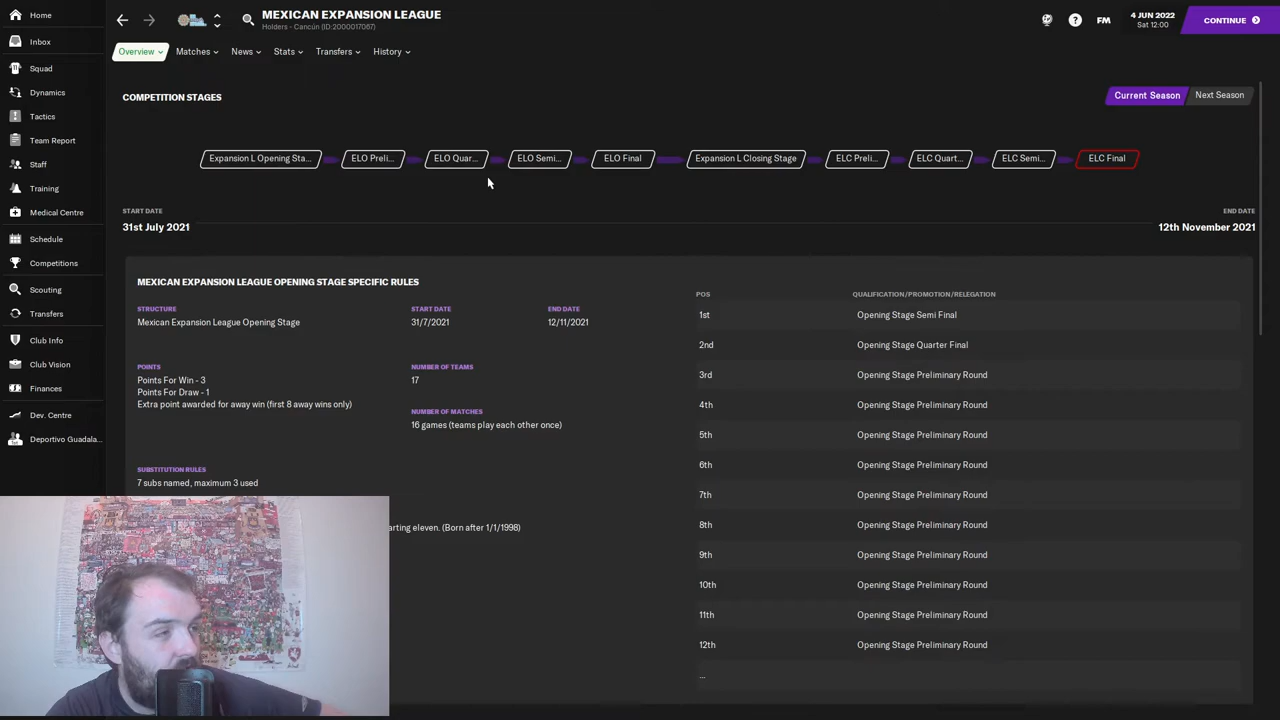 Home
Inbox
Squad
Dynamics
Tactics
Team Report
Staff
Training
Medical Centre
Schedule
Competitions
Scouting
Transfers
Club Info
Club Vision
Finances
Dev. Centre
Deportivo Guadala...
MEXICAN EXPANSION LEAGUE
Holders - Cancún (ID:2000017067)
FM
4 JUN 2022
Sat 12:00
CONTINUE
Overview
Matches
News
Stats
Transfers
History
COMPETITION STAGES
Current Season
Next Season
Expansion L Opening Sta...
ELO Preli...
ELO Quar...
ELO Semi...
ELO Final
Expansion L Closing Stage
ELC Preli...
ELC Quart...
ELC Semi...
ELC Final
START DATE
31st July 2021
END DATE
12th November 2021
MEXICAN EXPANSION LEAGUE OPENING STAGE SPECIFIC RULES
STRUCTURE
Mexican Expansion League Opening Stage
START DATE
31/7/2021
END DATE
12/11/2021
POINTS
Points For Win - 3
Points For Draw - 1
Extra point awarded for away win (first 8 away wins only)
NUMBER OF TEAMS
17
NUMBER OF MATCHES
16 games (teams play each other once)
SUBSTITUTION RULES
7 subs named, maximum 3 used
arting eleven. (Born after 1/1/1998)
POS QUALIFICATION/PROMOTION/RELEGATION
1st Opening Stage Semi Final
2nd Opening Stage Quarter Final
3rd Opening Stage Preliminary Round
4th Opening Stage Preliminary Round
5th Opening Stage Preliminary Round
6th Opening Stage Preliminary Round
7th Opening Stage Preliminary Round
8th Opening Stage Preliminary Round
9th Opening Stage Preliminary Round
10th Opening Stage Preliminary Round
11th Opening Stage Preliminary Round
12th Opening Stage Preliminary Round
...